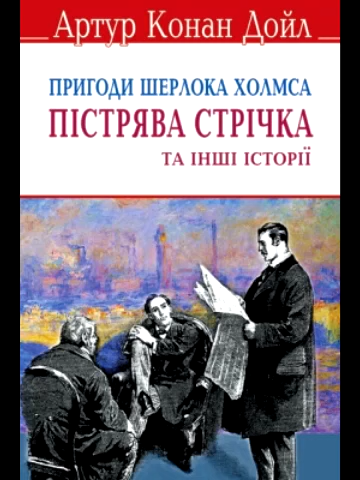 Артур Конан Дойл
ПРИГОДИ ШЕРЛОКА ХОЛМСА
ПІСТРЯВА СТРІЧКА
ТА ІНШІ ІСТОРІЇ